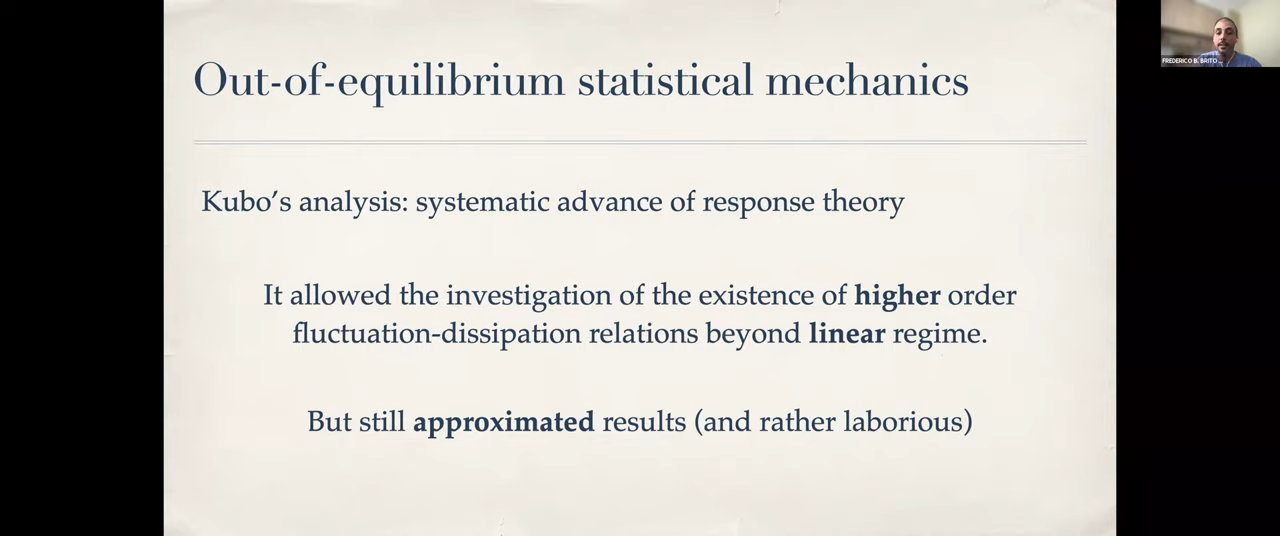 Out-of-equilibrium statistical mechanics
FREDERICO B. BRITO ...
Kubo's analysis: systematic advance of response theory
It allowed the investigation of the existence of higher order
fluctuation-dissipation relations beyond linear regime.
But still approximated results (and rather laborious)